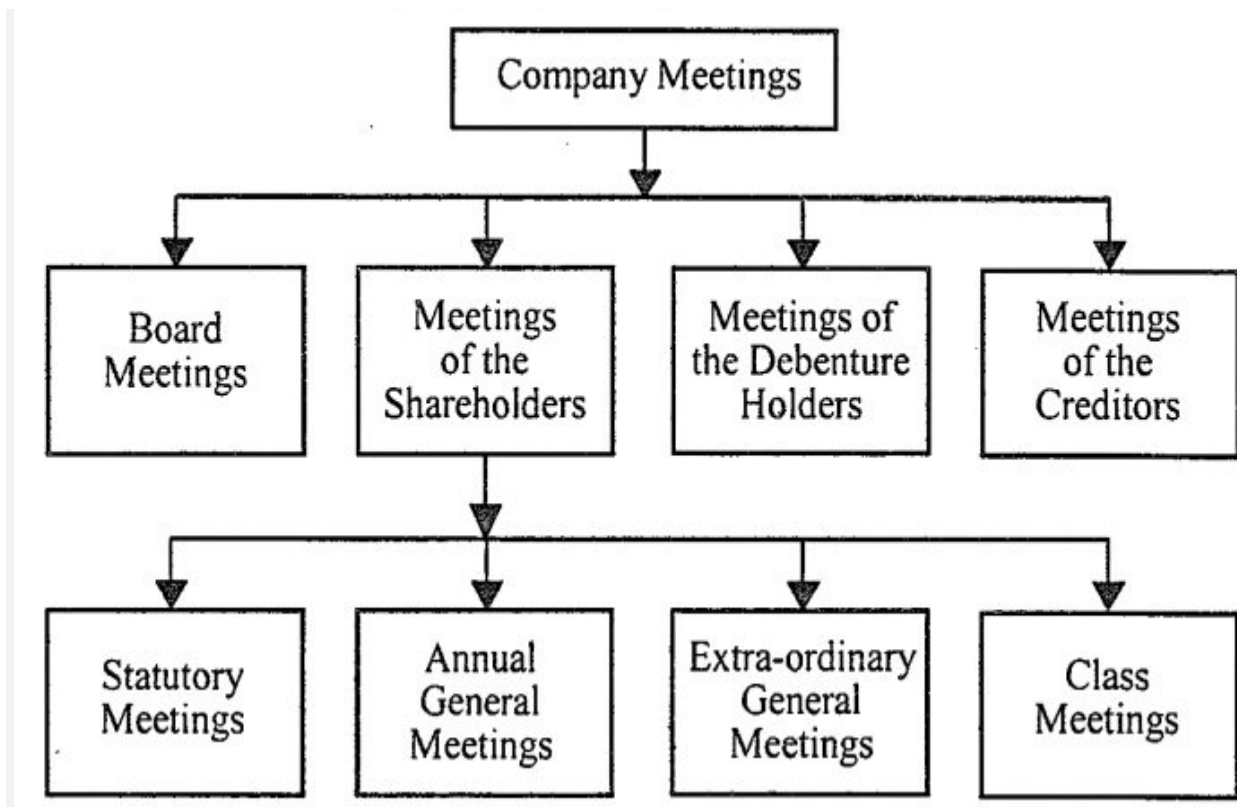 Company Meetings
Board
Meetings
Meetings
of the
Shareholders
Meetings of
the Debenture
Holders
Meetings
of the
Creditors
Statutory
Meetings
Annual
General
Meetings
Extra-ordinary
General
Meetings
Class
Meetings